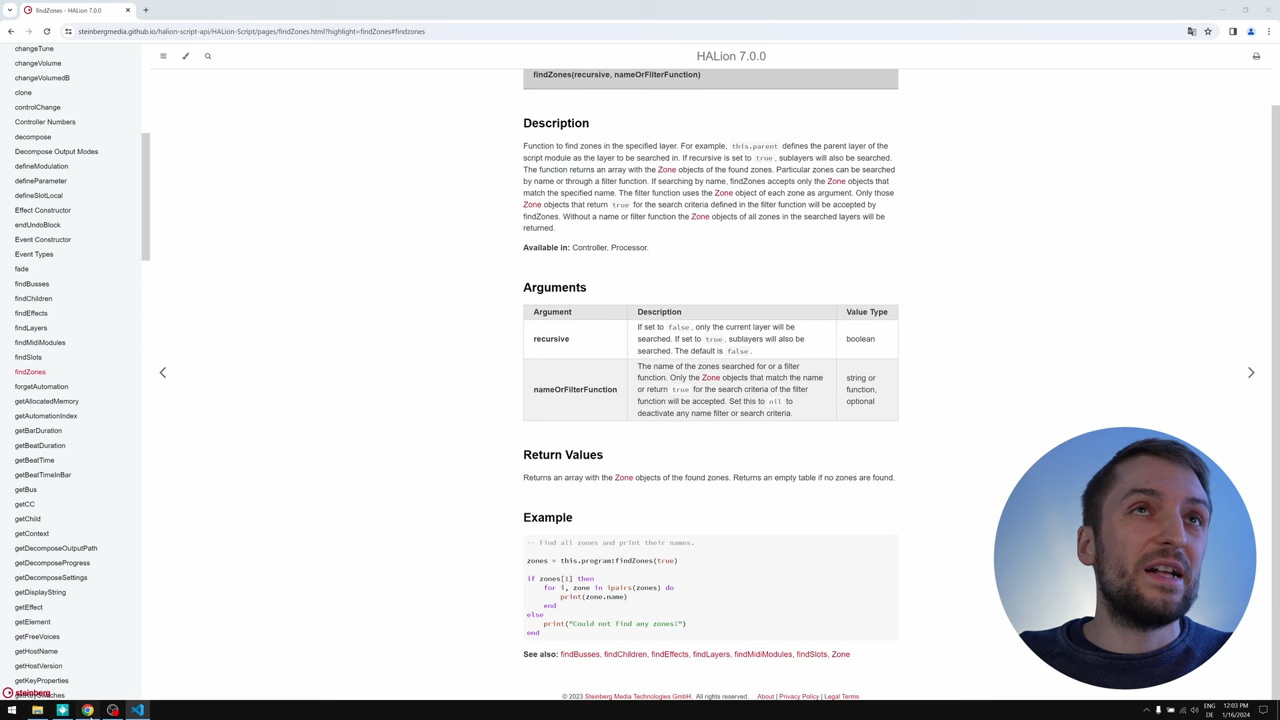 findZones() - HALion D
steinbergmedia.github.io/halion-script-api/HALion-Script/pages/findZones.html?highlight=findZones#findzones
changeTune
changeVolume
changeVolumedB
clone
controlChange
Controller Numbers
decompose
Decompose Output Modes
defineModulation
defineParameter
defineSlotLocal
Effect Constructor
endUndoBlock
Event Constructor
Event Types
fade
findBusses
findChildren
findEffects
findLayers
findMidiModules
findSlots
findZones
forgetAutomation
getAllocatedMemory
getAutomationIndex
getBarDuration
getBeatDuration
getBeatTime
getBeatTimeInBar
getBus
getCC
getChild
getContext
getDecomposeOutputPath
getDecomposeProgress
getDecomposeSettings
getDisplayString
getEffect
getElement
getFreeVoices
getHostName
getHostVersion
getKeyProperties
steinberg
HALion 7.0.0
findZones(recursive, nameOrFilterFunction)
Description
Function to find zones in the specified layer. For example, this.parent defines the parent layer of the
script module as the layer to be searched in. If recursive is set to true, sublayers will also be searched.
The function returns an array with the Zone objects of the found zones. Particular zones can be searched
by name or through a filter function. If searching by name, findZones accepts only the Zone objects that
match the specified name. The filter function uses the Zone object of each zone as argument. Only those
Zone objects that return true for the search criteria defined in the filter function will be accepted by
findZones. Without a name or filter function the Zone objects of all zones in the searched layers will be
returned.
Available in: Controller, Processor.
Arguments
Argument Description Value Type
recursive
If set to false, only the current layer will be
searched. If set to true, sublayers will also be
searched. The default is false.
boolean
nameOrFilterFunction
The name of the zones searched for or a filter
function. Only the Zone objects that match the name
or return true for the search criteria of the filter
function will be accepted. Set this to nil to
deactivate any name filter or search criteria.
string or
function,
optional
Return Values
Returns an array with the Zone objects of the found zones. Returns an empty table if no zones are found.
Example
-- Find all zones and print their names.
zones = this.program:findZones(true)
if zones[1] then
for i, zone in ipairs(zones) do
print(zone.name)
end
else
print("Could not find any zones!")
end
See also: findBusses, findChildren, findEffects, findLayers, findMidiModules, findSlots, Zone
© 2023 Steinberg Media Technologies GmbH. All rights reserved. About | Privacy Policy | Legal Terms
ENG
DE
12:03 PM
1/16/2024